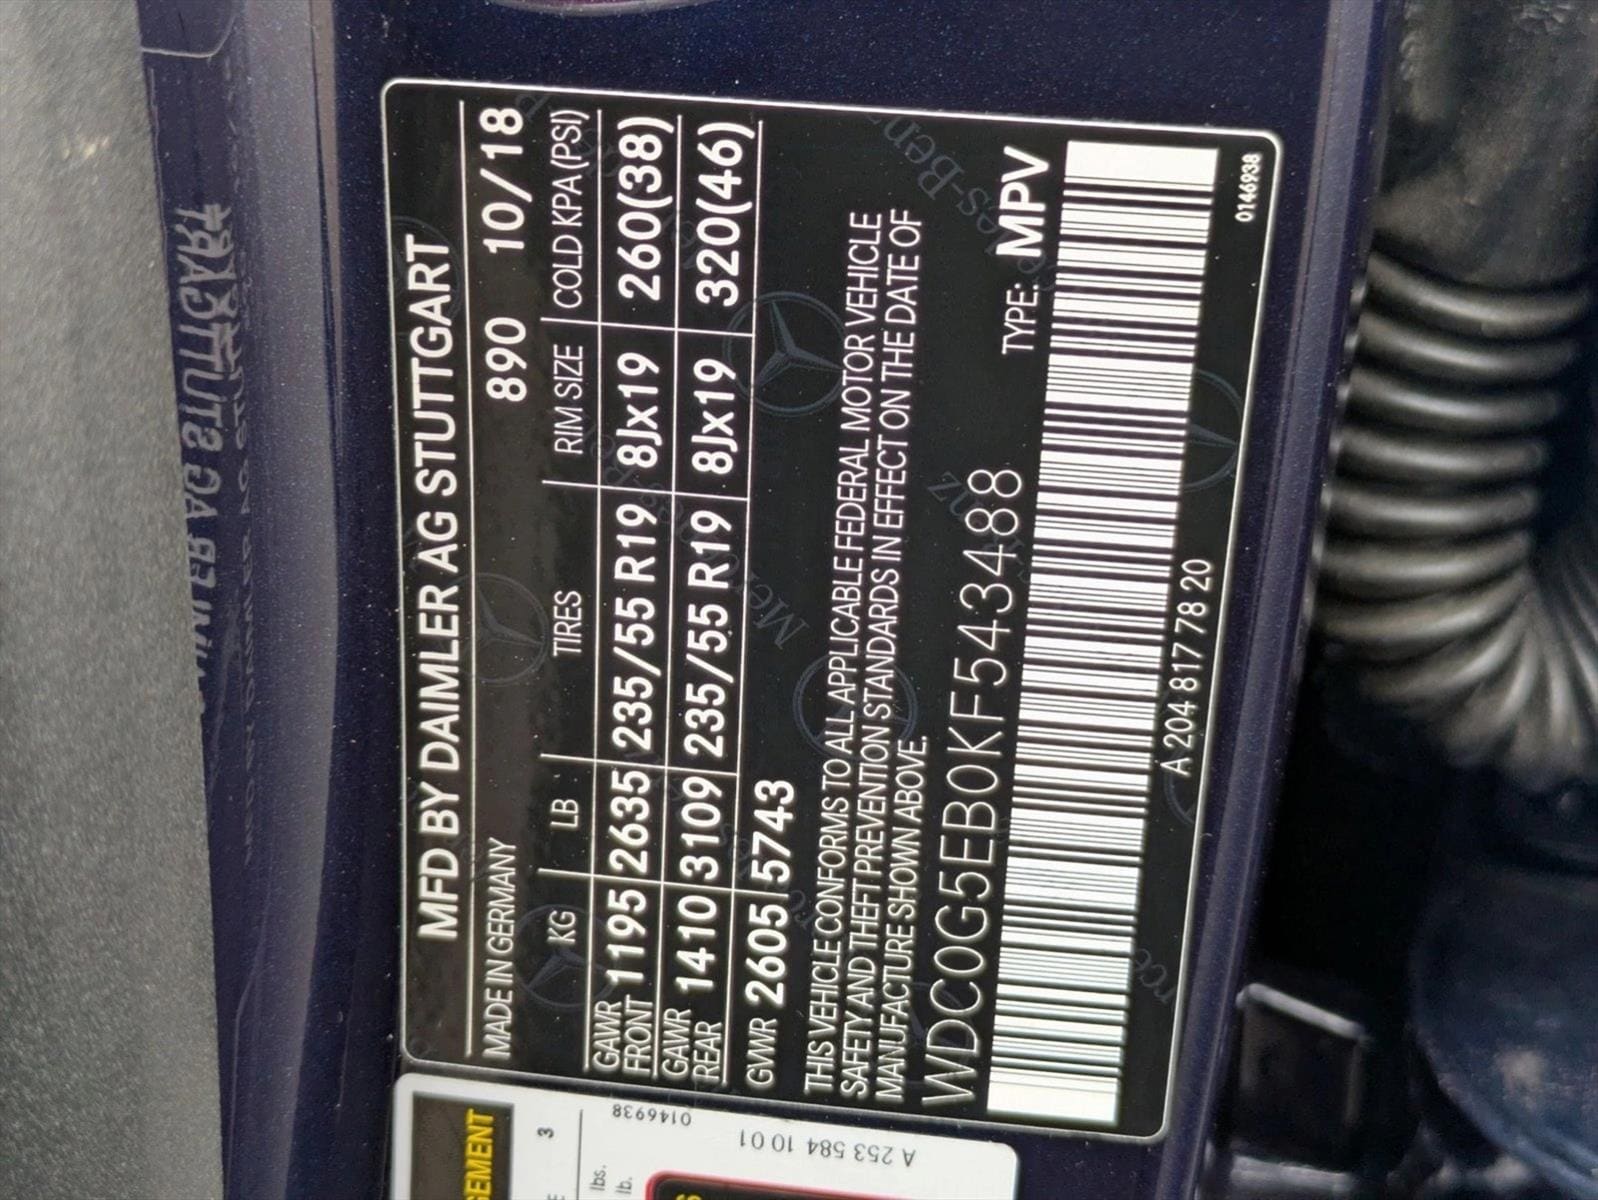 MFD BY DAIMLER AG STUTTGART
MADE IN GERMANY 890 10/18
KG LB TIRES RIM SIZE COLD KPA(PSI)
GAWR FRONT 1195 2635 235/55 R19 8Jx19 260(38)
GAWR REAR 1410 3109 235/55 R19 8Jx19 320(46)
GVWR 2605 5743
THIS VEHICLE CONFORMS TO ALL APPLICABLE FEDERAL MOTOR VEHICLE
SAFETY AND THEFT PREVENTION STANDARDS IN EFFECT ON THE DATE OF
MANUFACTURE SHOWN ABOVE.
WDC0G5EB0KF543488 TYPE: MPV
A 204 817 78 20
0146938
3
lbs.
lb.
0146938
A 253 584 10 01